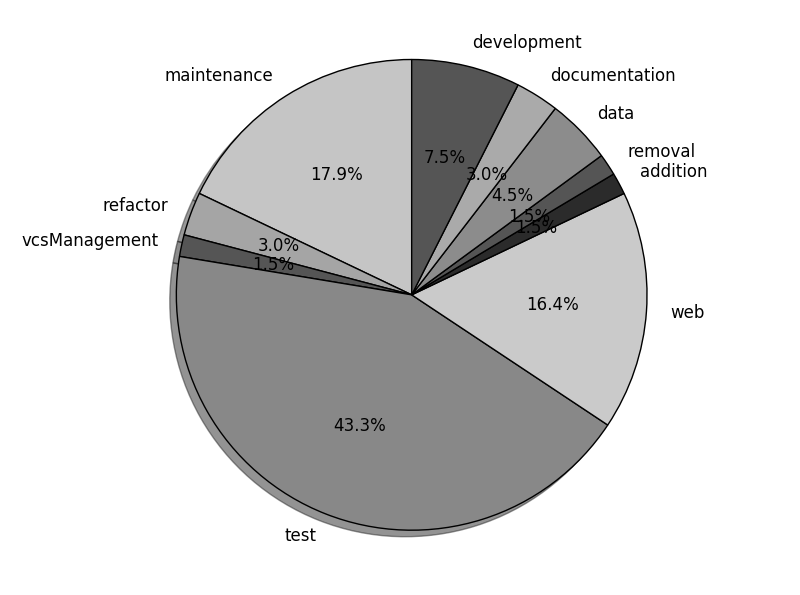 development
maintenance
documentation
data
removal
addition
7.5%
17.9%
3.0%
4.5%
refactor
1.5%
1.5%
vcsManagement
3.0%
1.5%
16.4%
web
43.3%
test